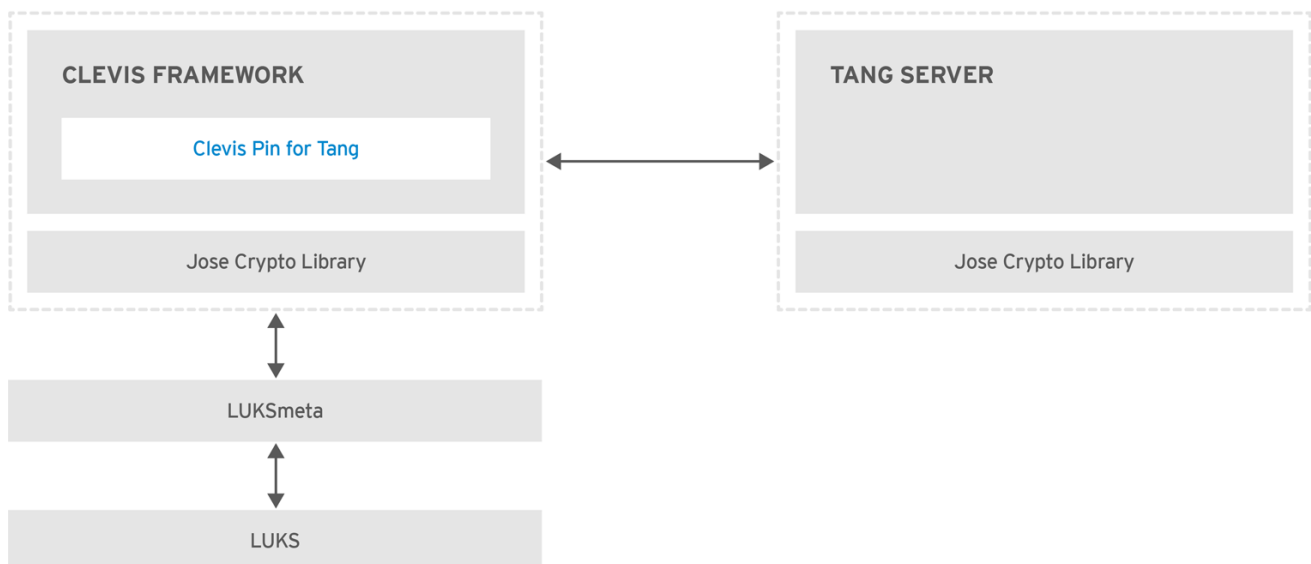 CLEVIS FRAMEWORK
Clevis Pin for Tang
Jose Crypto Library
TANG SERVER
Jose Crypto Library
LUKSmeta
LUKS